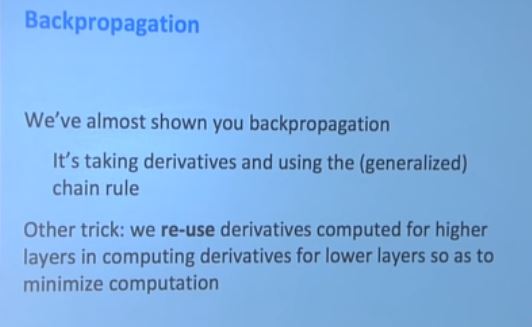 Backpropagation
We've almost shown you backpropagation
It's taking derivatives and using the (generalized)
chain rule
Other trick: we re-use derivatives computed for higher
layers in computing derivatives for lower layers so as to
minimize computation